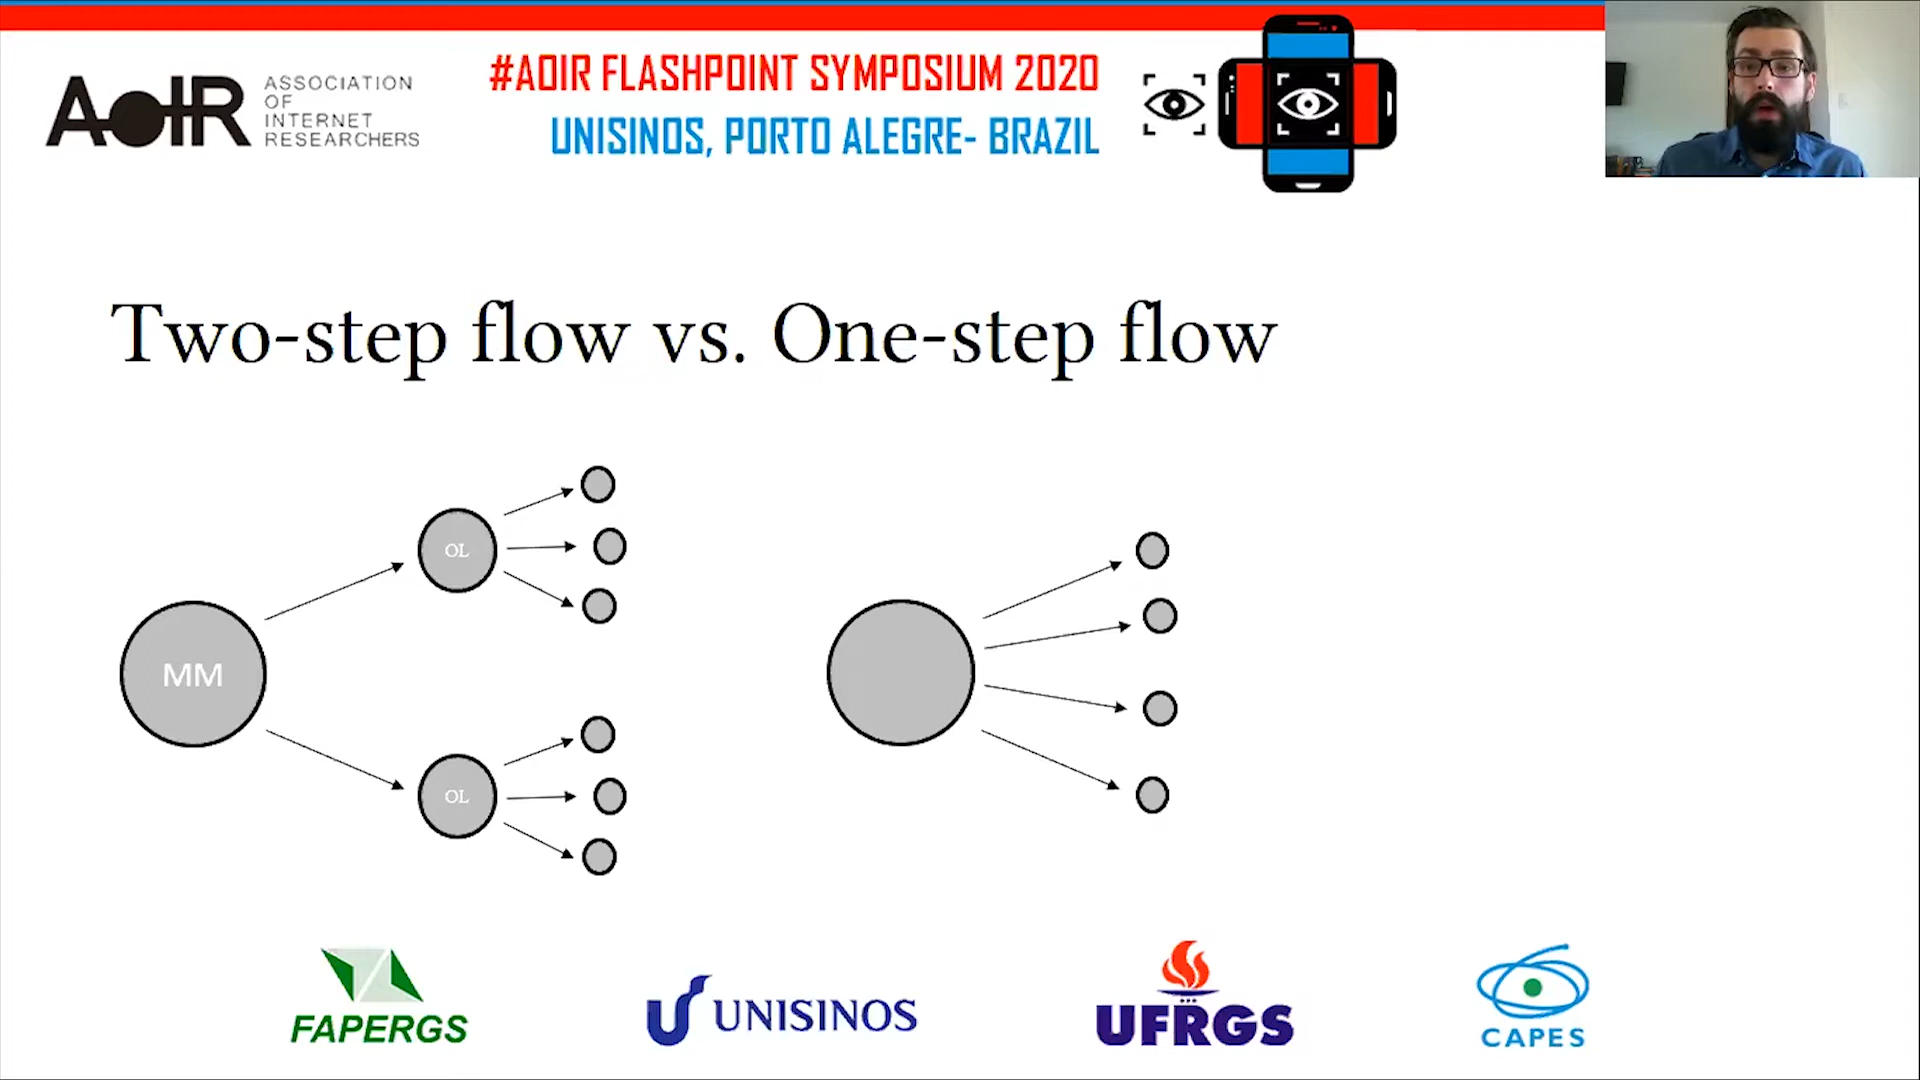 AoIR
ASSOCIATION
OF
INTERNET
RESEARCHERS
#AOIR FLASHPOINT SYMPOSIUM 2020
UNISINOS, PORTO ALEGRE- BRAZIL
Two-step flow vs. One-step flow
OL
MM
OL
FAPERGS
UNISINOS
UFRGS
CAPES